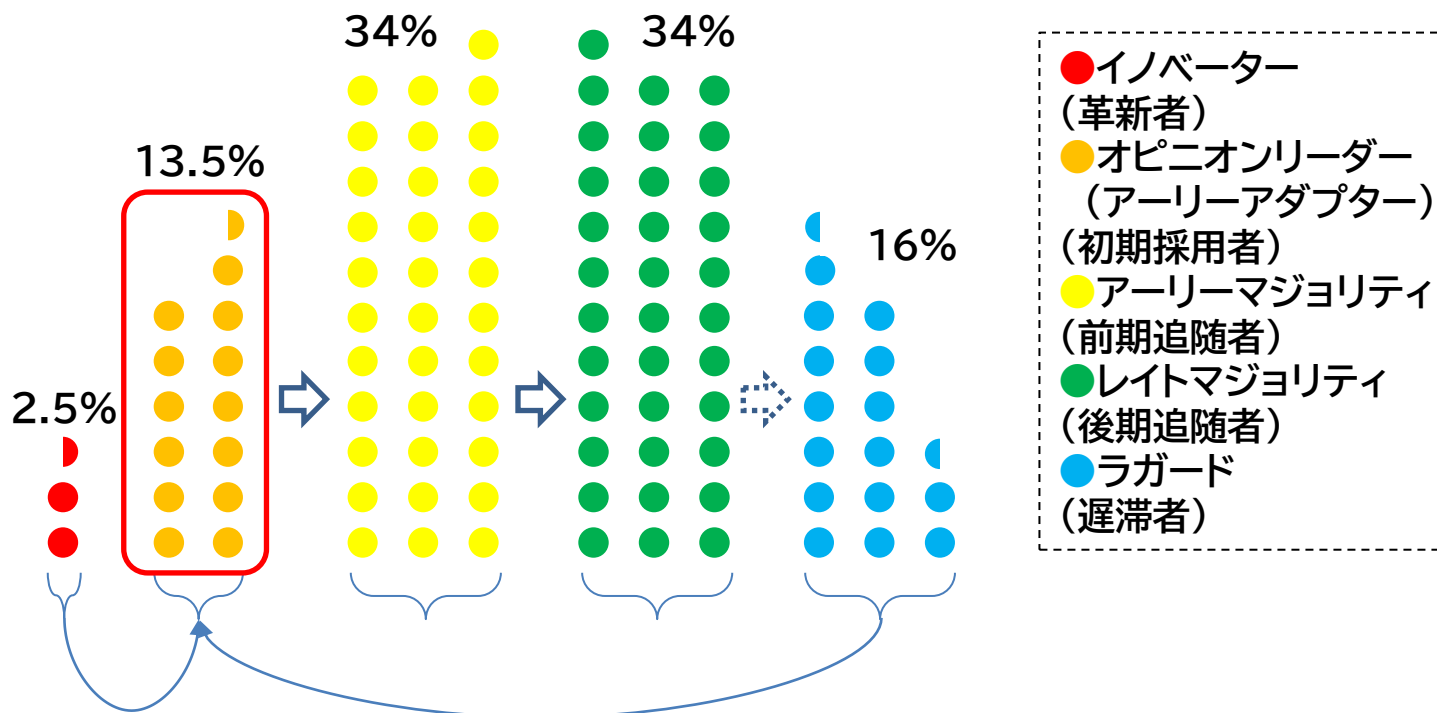 34%
34%
13.5%
16%
2.5%
イノベーター
(革新者)
オピニオンリーダー
(アーリーアダプター)
(初期採用者)
アーリーマジョリティ
(前期追随者)
レイトマジョリティ
(後期追随者)
ラガード
(遅滞者)